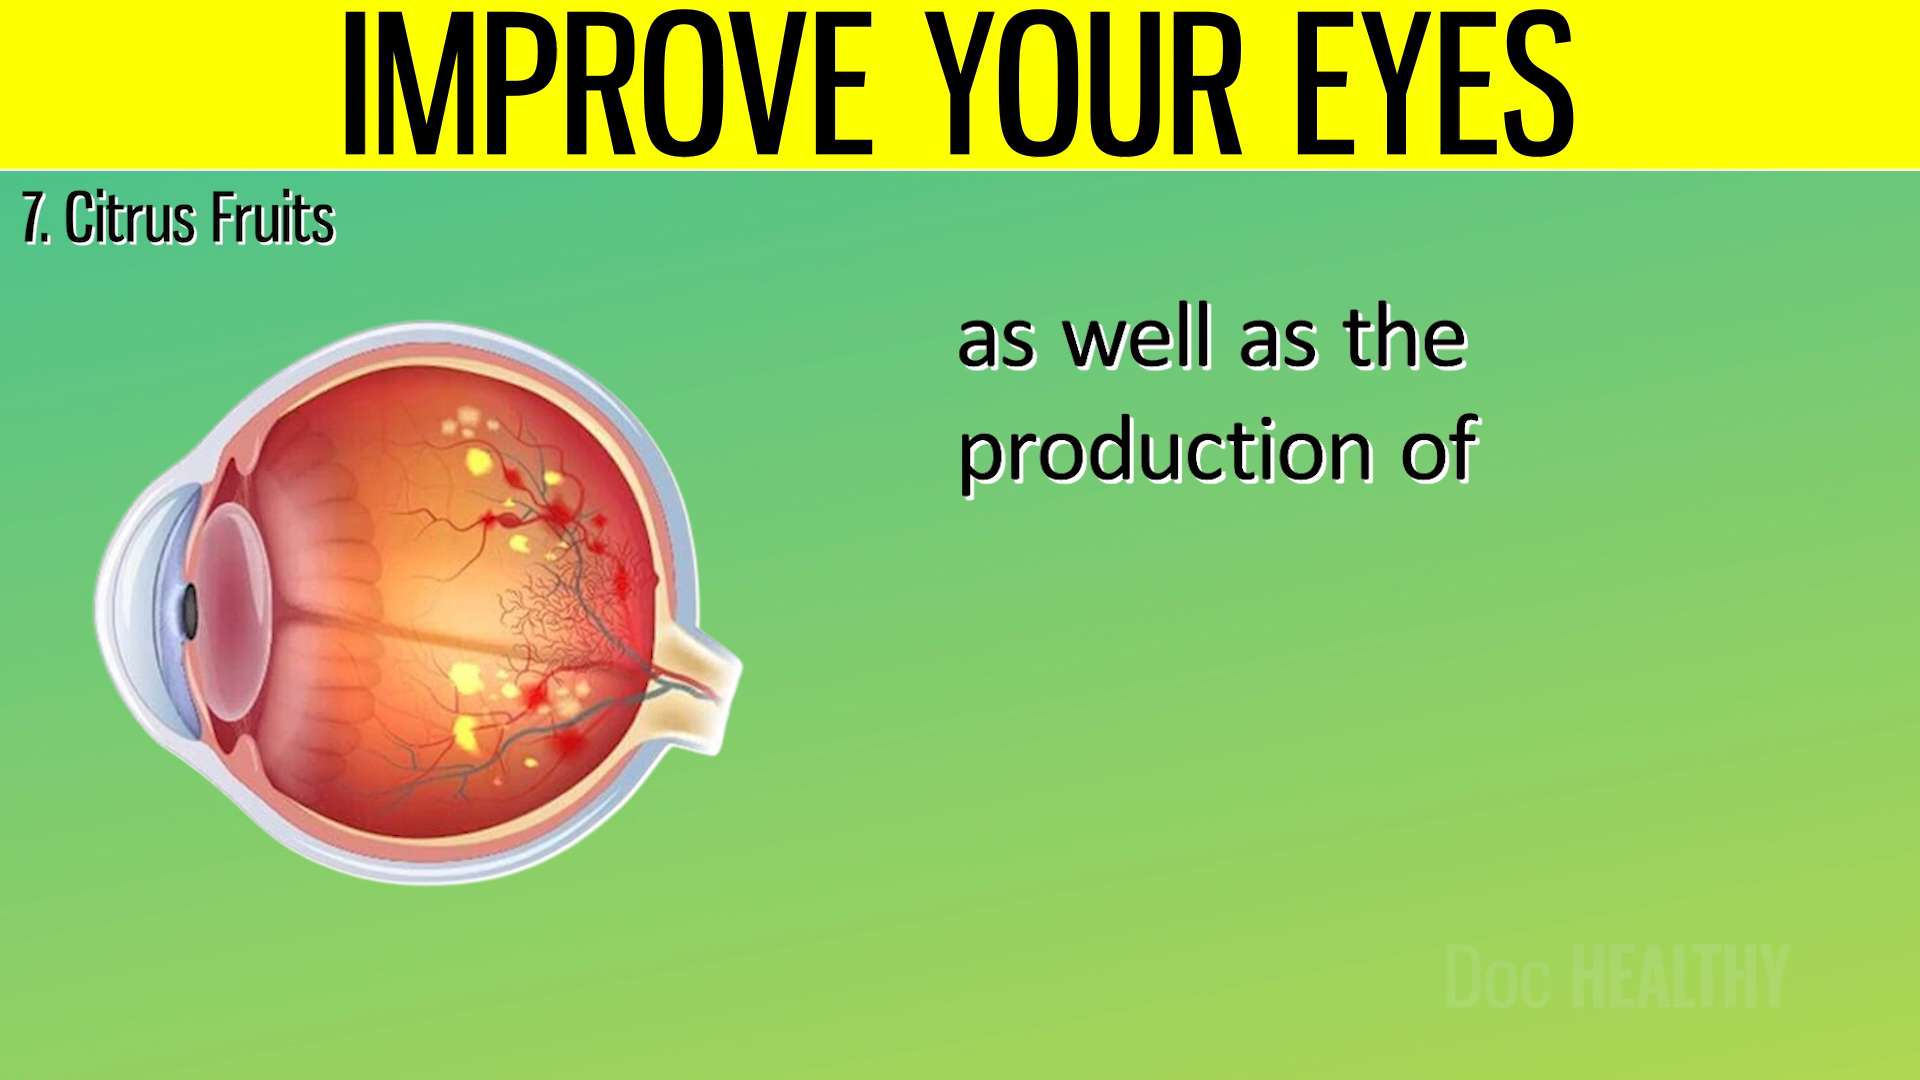 IMPROVE YOUR EYES
7. Citrus Fruits
as well as the
production of
Doc HEALTHY